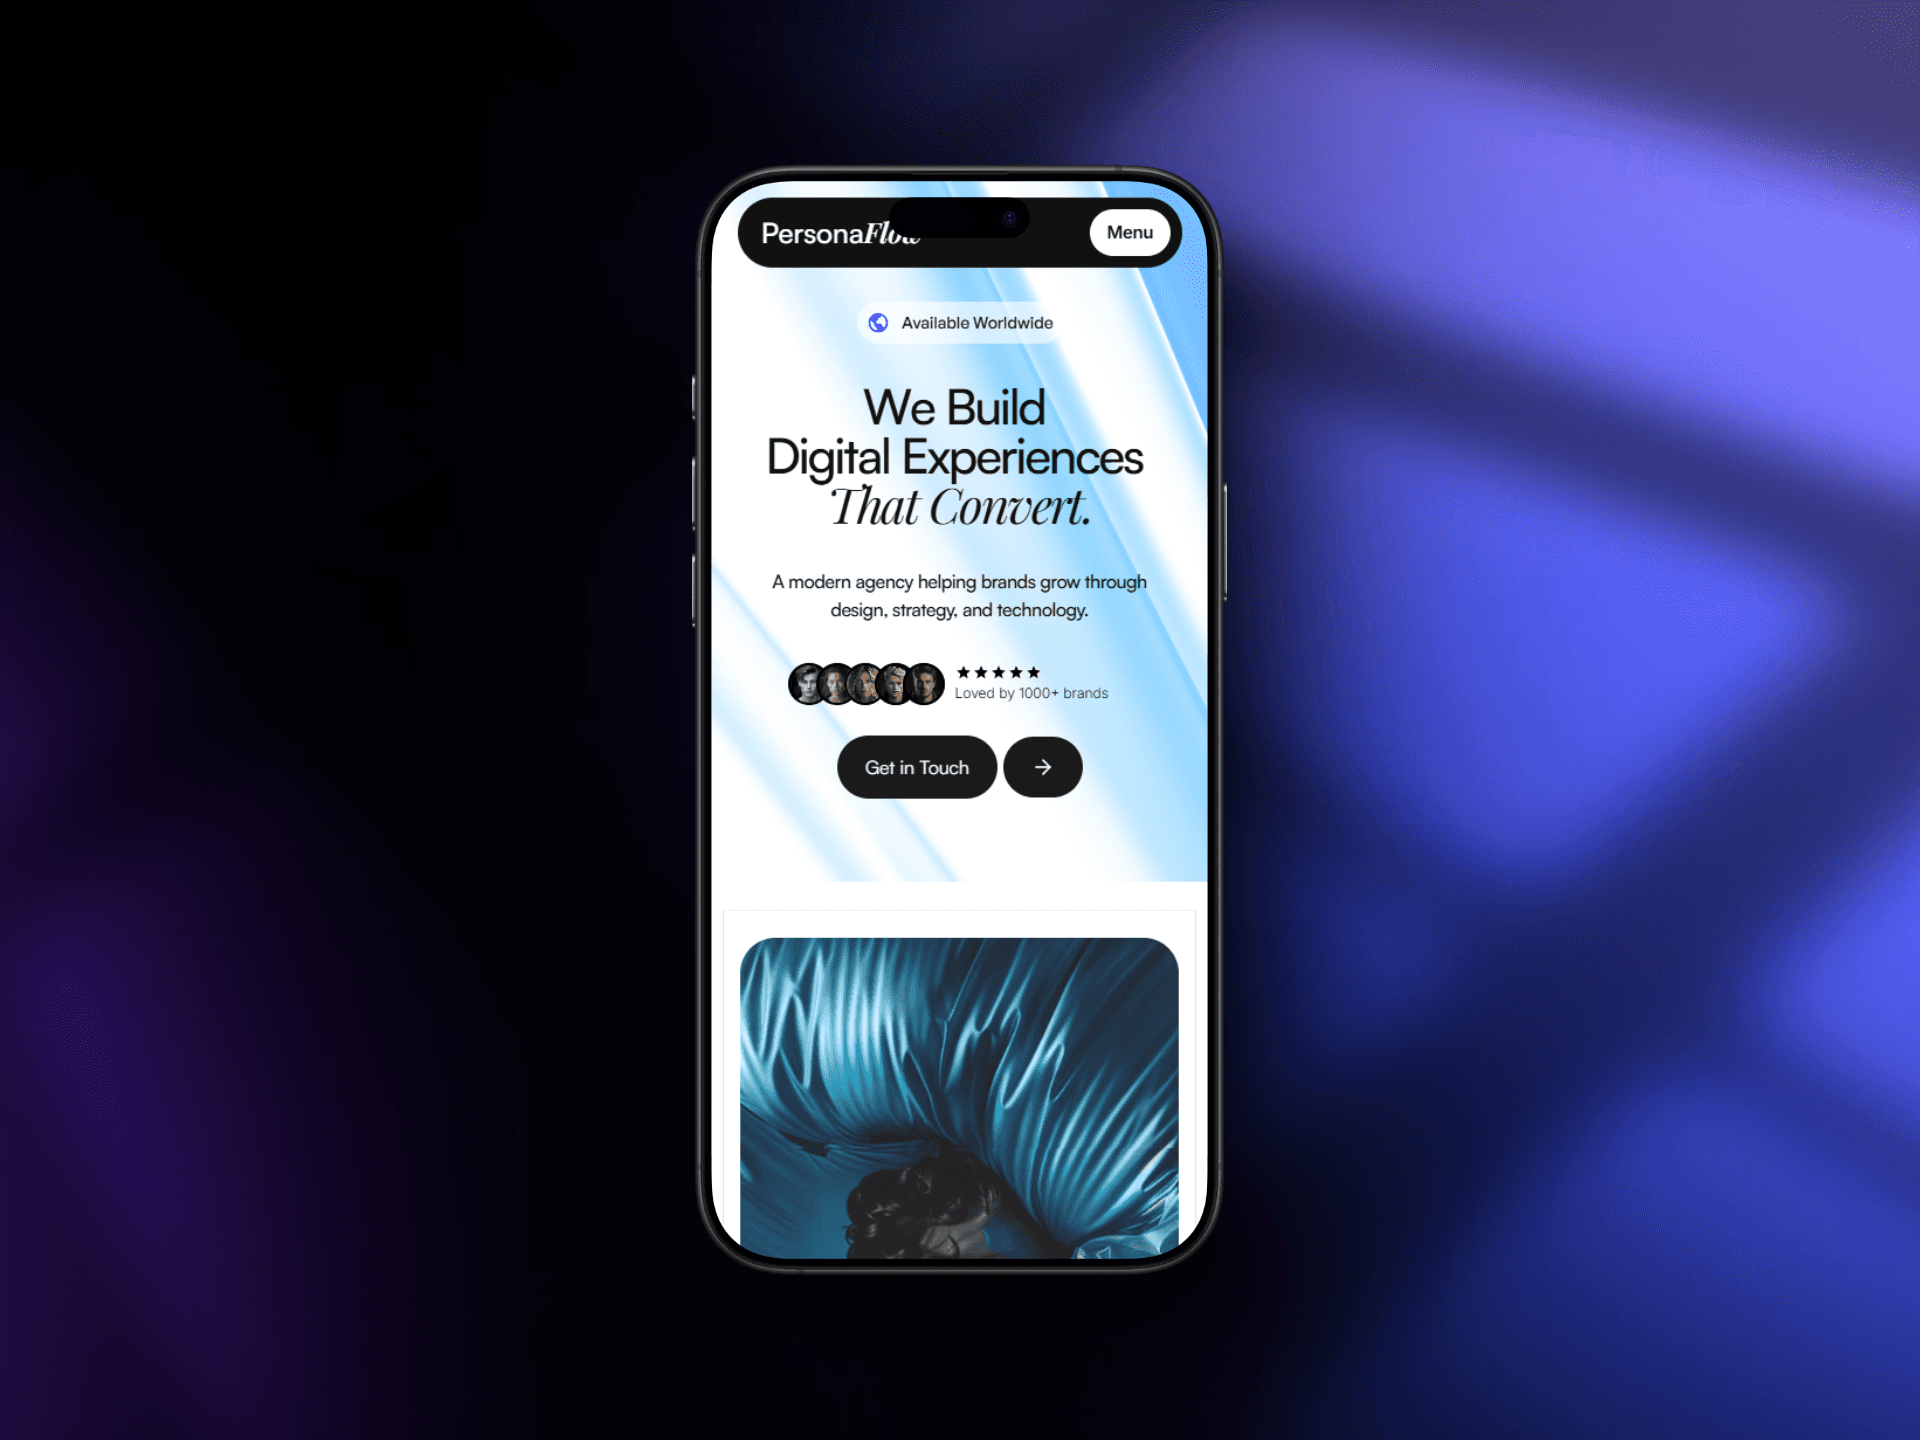 PersonaFlow
Menu
Available Worldwide
We Build
Digital Experiences
That Convert.
A modern agency helping brands grow through
design, strategy, and technology.
★★★★★
Loved by 1000+ brands
Get in Touch →